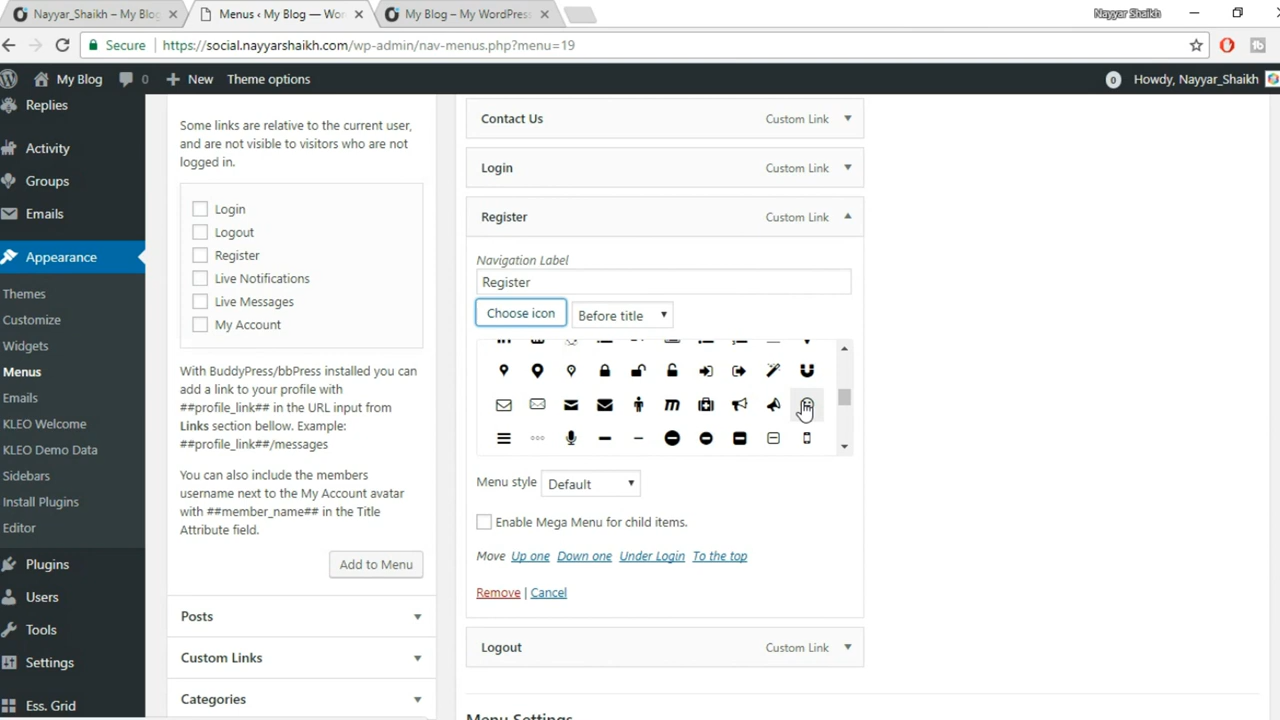 Nayyar_Shaikh – My Blog
Menus ‹ My Blog — Wor
My Blog – My WordPress
Nayyar Shaikh
Secure
https://social.nayyarshaikh.com/wp-admin/nav-menus.php?menu=19
My Blog
0
New
Theme options
0
Howdy, Nayyar_Shaikh
Replies
Activity
Groups
Emails
Appearance
Themes
Customize
Widgets
Menus
Emails
KLEO Welcome
KLEO Demo Data
Sidebars
Install Plugins
Editor
Plugins
Users
Tools
Settings
Ess. Grid
Some links are relative to the current user,
and are not visible to visitors who are not
logged in.
Login
Logout
Register
Live Notifications
Live Messages
My Account
With BuddyPress/bbPress installed you can
add a link to your profile with
##profile_link## in the URL input from
Links section bellow. Example:
##profile_link##/messages
You can also include the members
username next to the My Account avatar
with ##member_name## in the Title
Attribute field.
Add to Menu
Posts
Custom Links
Categories
Contact Us
Custom Link
Login
Custom Link
Register
Custom Link
Navigation Label
Register
Choose icon
Before title
Menu style
Default
Enable Mega Menu for child items.
Move Up one Down one Under Login To the top
Remove | Cancel
Logout
Custom Link
Menu Settings